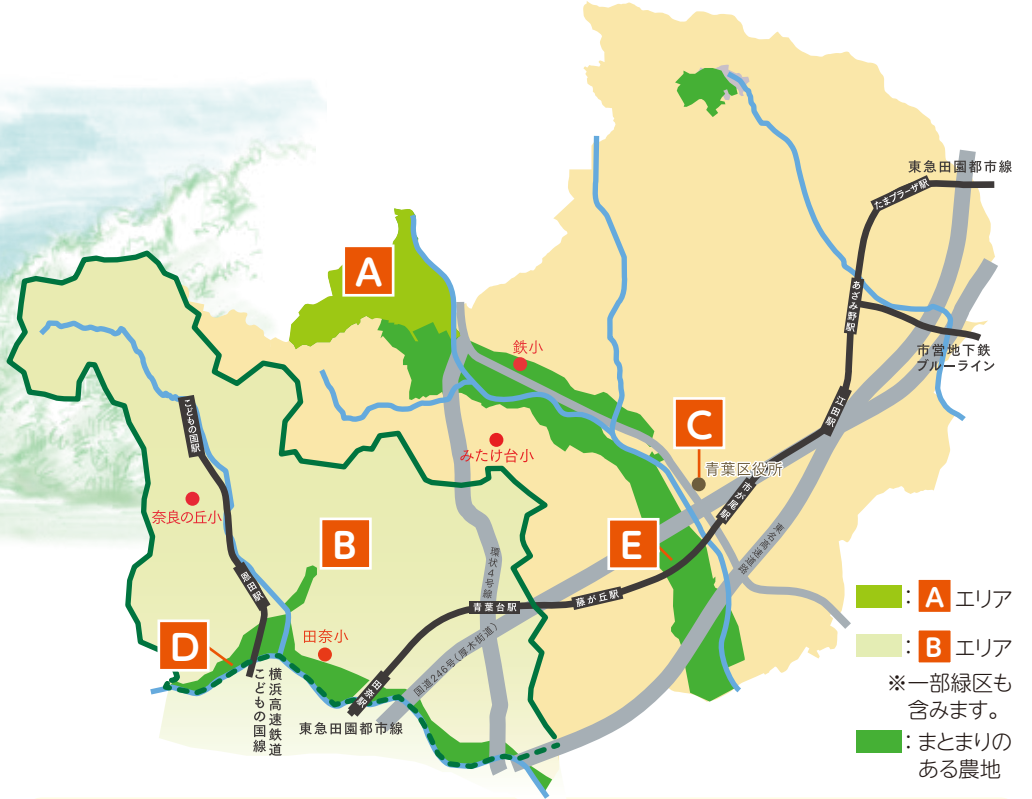 東急田園都市線
たまプラーザ駅
A
あざみ野駅
市営地下鉄
ブルーライン
鉄小
江田駅
こどもの国駅
C
みたけ台小
青葉区役所
市が尾駅
奈良の丘小
B
E
東名高速道路
環状4号線
恩田駅
藤が丘駅
青葉台駅
田奈小
D
国道246号(厚木街道)
田奈駅
横浜高速鉄道
こどもの国線
東急田園都市線
：Aエリア
：Bエリア
※一部緑区も
含みます。
：まとまりの
ある農地